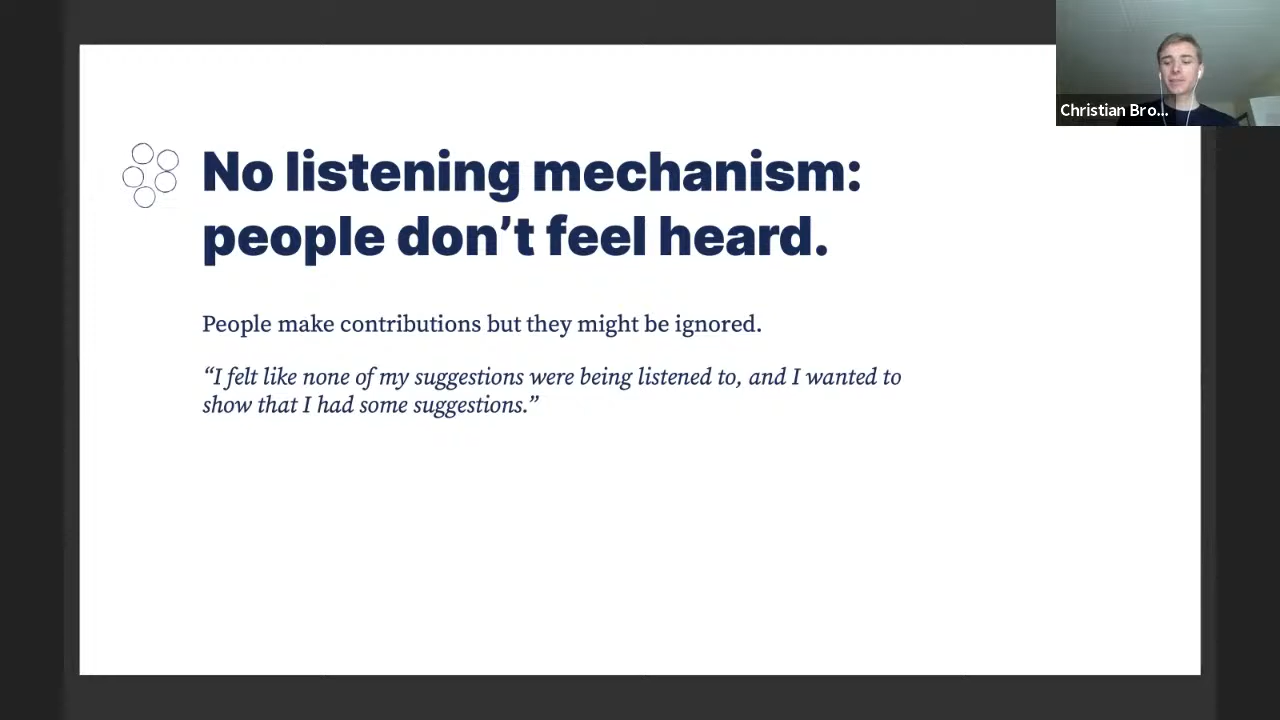 No listening mechanism:
people don’t feel heard.
People make contributions but they might be ignored.
“I felt like none of my suggestions were being listened to, and I wanted to
show that I had some suggestions.”
Christian Bro...